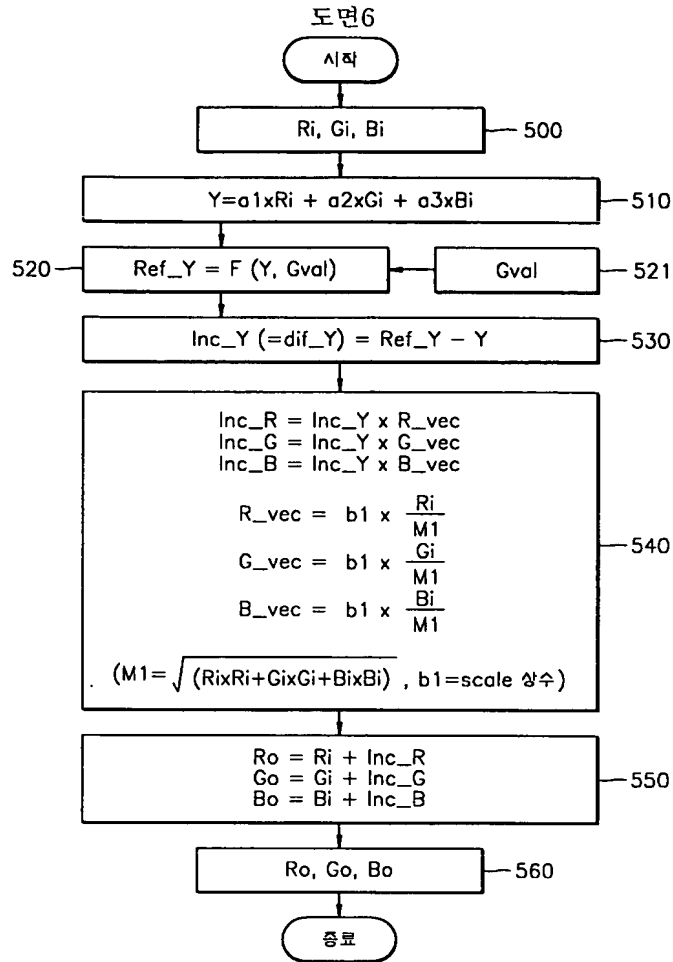 도면6
시작
Ri, Gi, Bi
500
Y=a1xRi + a2xGi + a3xBi
510
520
Ref_Y = F (Y, Gval)
Gval
521
Inc_Y (=dif_Y) = Ref_Y − Y
530
Inc_R = Inc_Y x R_vec
Inc_G = Inc_Y x G_vec
Inc_B = Inc_Y x B_vec
R_vec = b1 x Ri/M1
G_vec = b1 x Gi/M1
B_vec = b1 x Bi/M1
540
(M1=√(RixRi+GixGi+BixBi) , b1=scale 상수)
Ro = Ri + Inc_R
Go = Gi + Inc_G
Bo = Bi + Inc_B
550
Ro, Go, Bo
560
종료